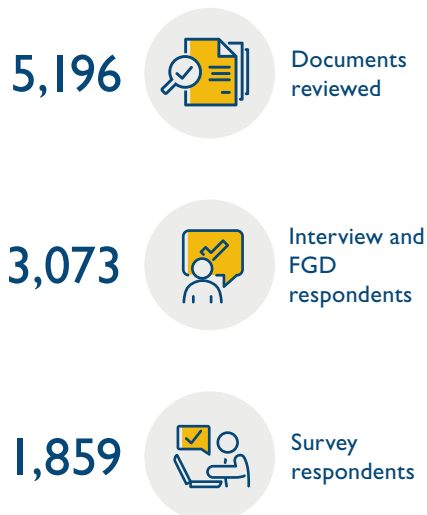 5,196
Documents
reviewed
3,073
Interview and
FGD
respondents
1,859
Survey
respondents